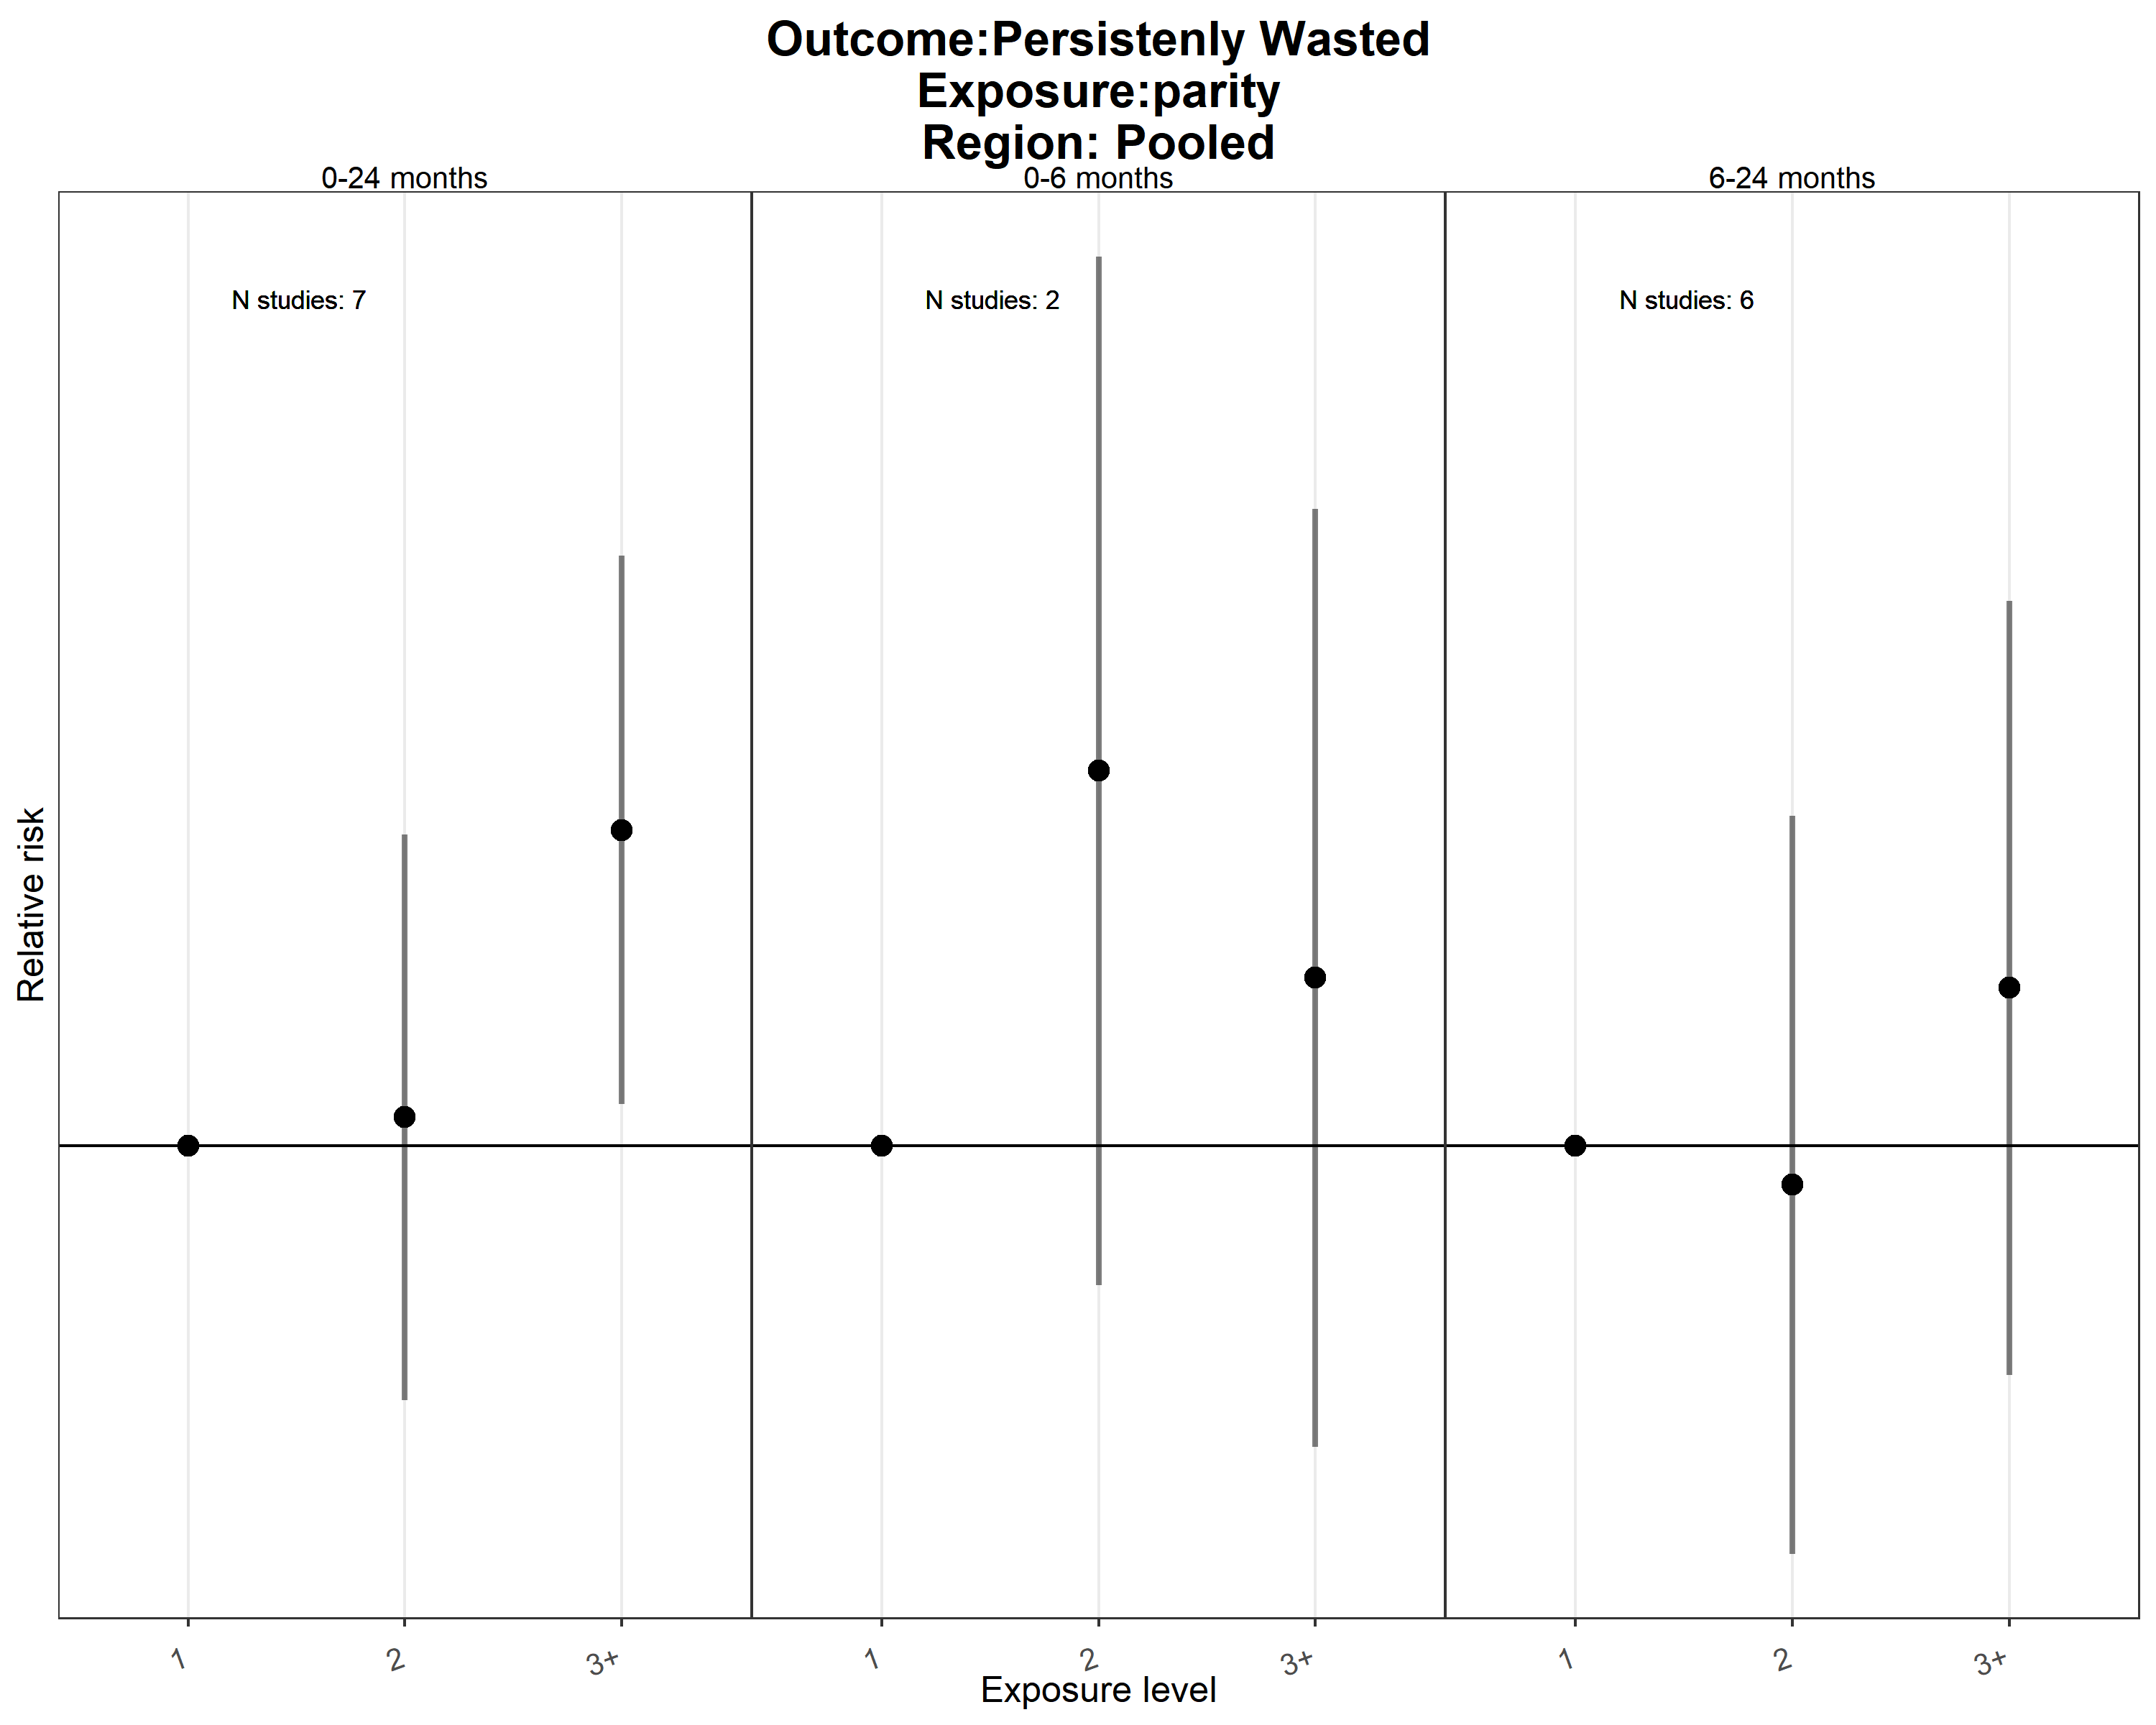 Outcome:Persistenly Wasted
Exposure:parity
Region: Pooled
0-24 months
0-6 months
6-24 months
N studies: 7
N studies: 2
N studies: 6
Relative risk
1
2
3+
1
2
3+
1
2
3+
Exposure level